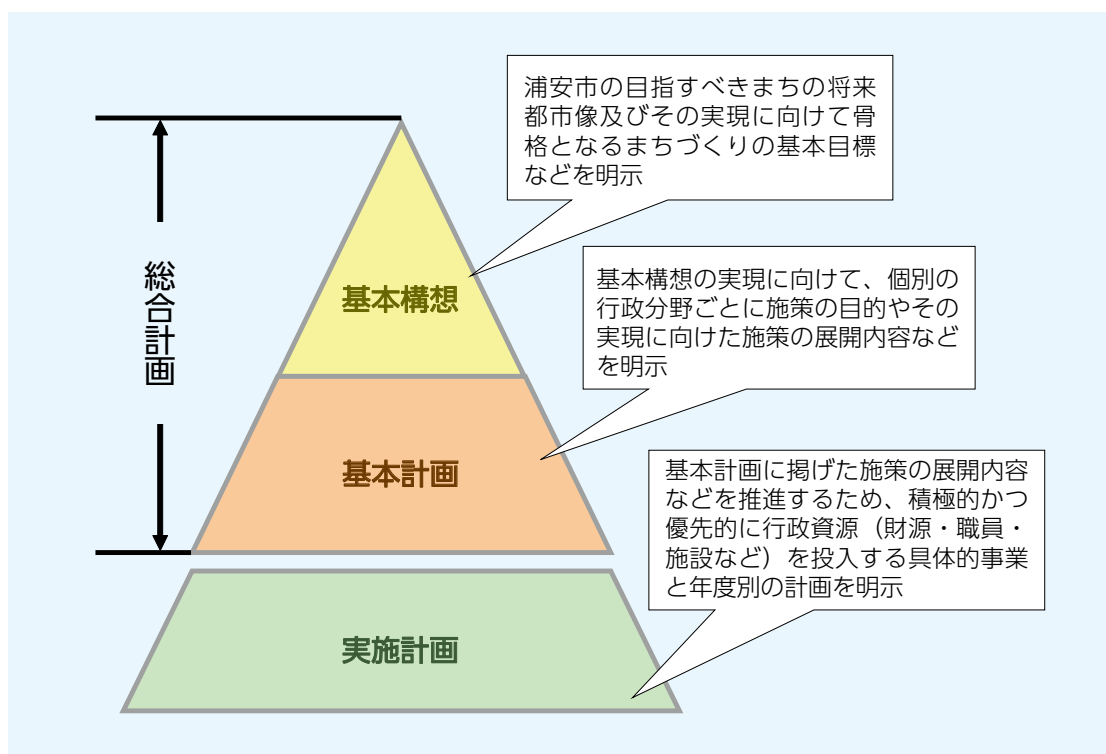 浦安市の目指すべきまちの将来
都市像及びその実現に向けて骨
格となるまちづくりの基本目標
などを明示
総合計画
基本構想
基本構想の実現に向けて、個別の
行政分野ごとに施策の目的やその
実現に向けた施策の展開内容など
を明示
基本計画
基本計画に掲げた施策の展開内容
などを推進するため、積極的かつ
優先的に行政資源（財源・職員・
施設など）を投入する具体的事業
と年度別の計画を明示
実施計画